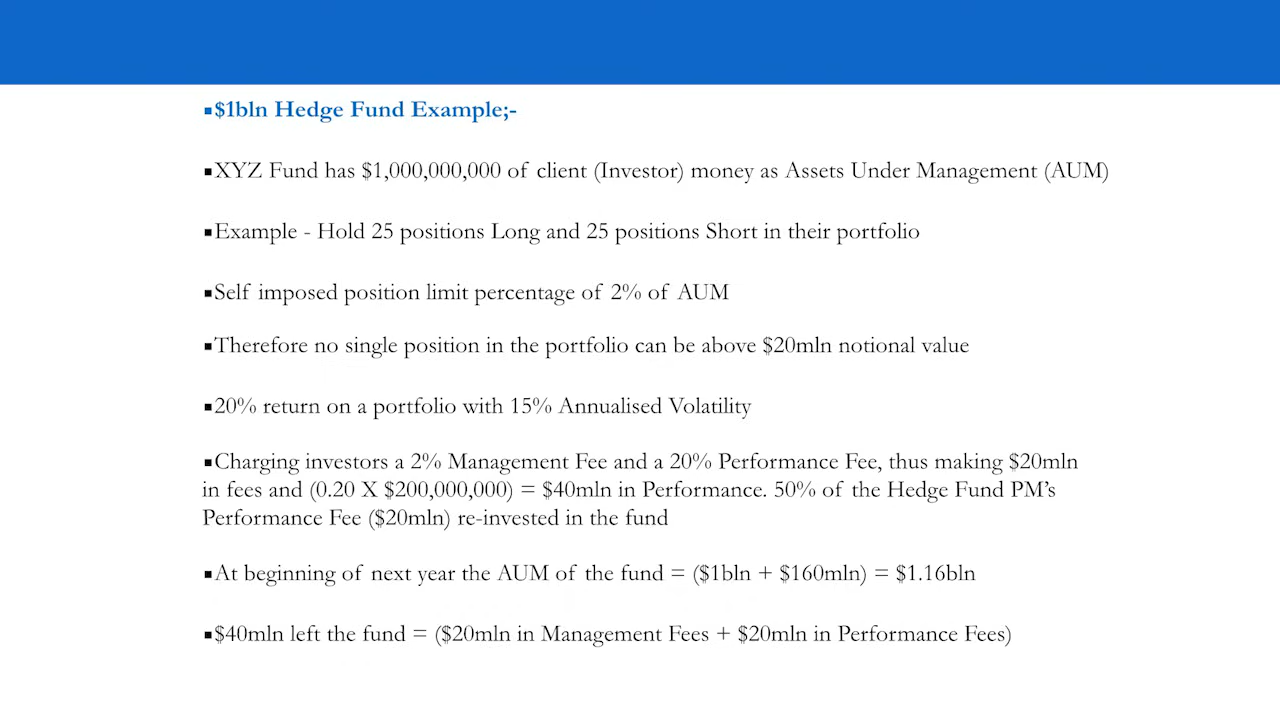 ▪$1bln Hedge Fund Example;-
▪XYZ Fund has $1,000,000,000 of client (Investor) money as Assets Under Management (AUM)
▪Example - Hold 25 positions Long and 25 positions Short in their portfolio
▪Self imposed position limit percentage of 2% of AUM
▪Therefore no single position in the portfolio can be above $20mln notional value
▪20% return on a portfolio with 15% Annualised Volatility
▪Charging investors a 2% Management Fee and a 20% Performance Fee, thus making $20mln
in fees and (0.20 X $200,000,000) = $40mln in Performance. 50% of the Hedge Fund PM's
Performance Fee ($20mln) re-invested in the fund
▪At beginning of next year the AUM of the fund = ($1bln + $160mln) = $1.16bln
▪$40mln left the fund = ($20mln in Management Fees + $20mln in Performance Fees)